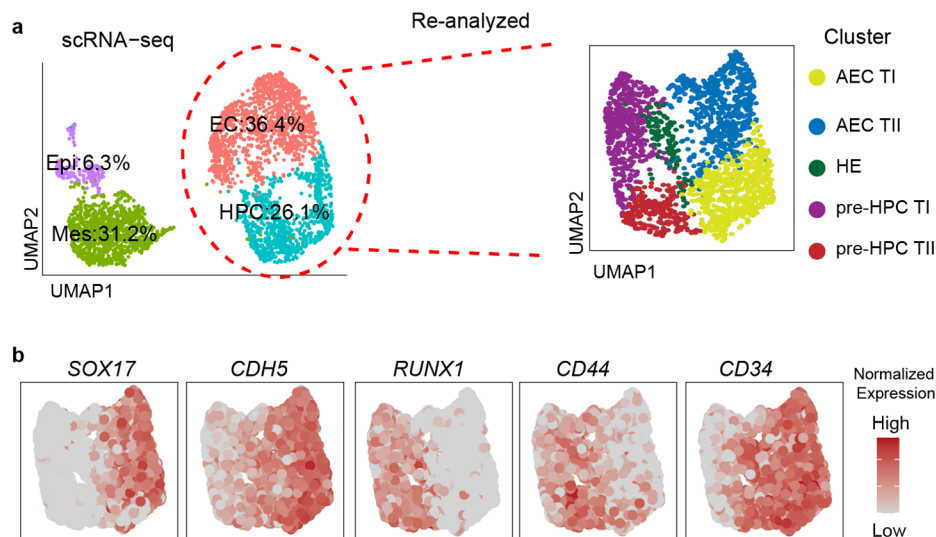 a
scRNA−seq
Re-analyzed
EC:36.4%
Epi:6.3%
HPC:26.1%
Mes:31.2%
UMAP2
UMAP1
UMAP2
UMAP1
Cluster
AEC TI
AEC TII
HE
pre-HPC TI
pre-HPC TII
b
SOX17
CDH5
RUNX1
CD44
CD34
Normalized
Expression
High
Low